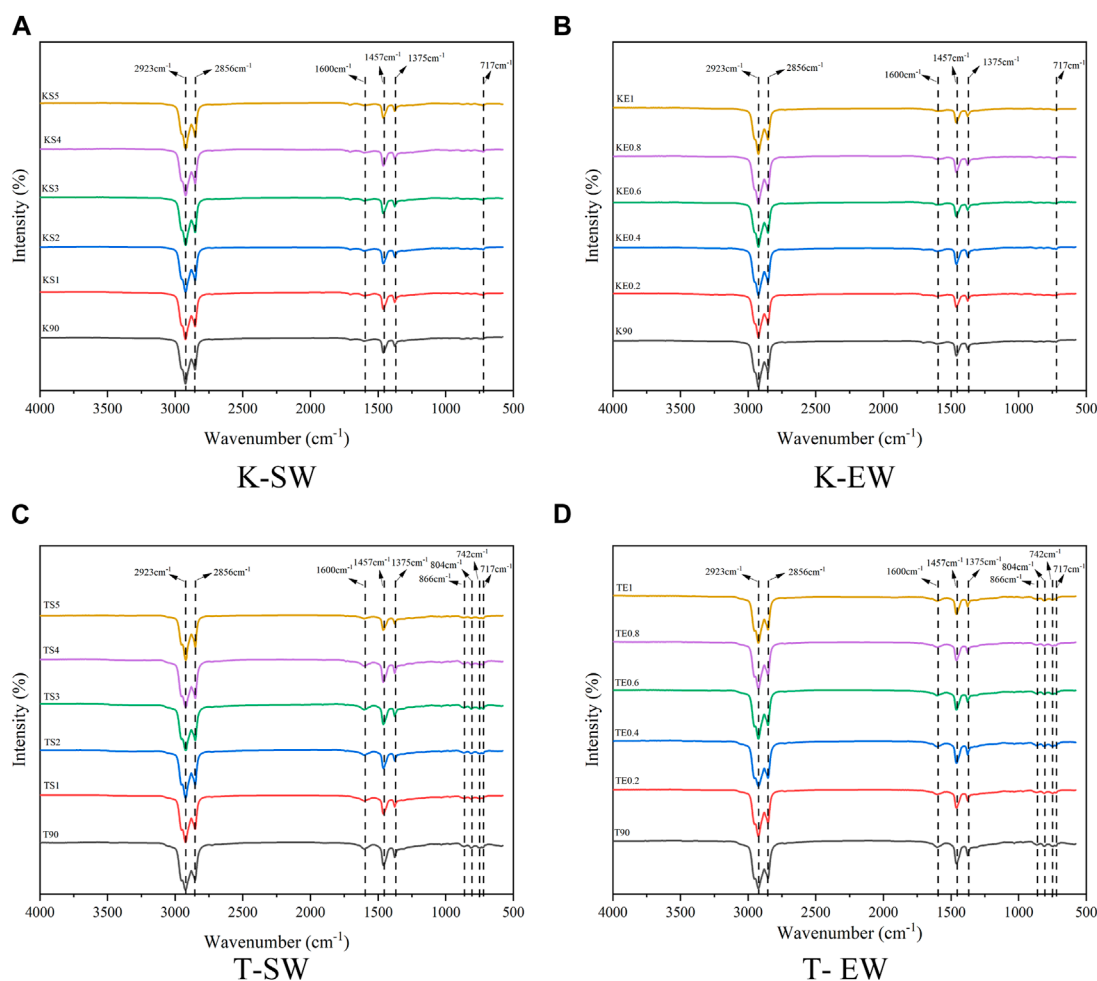 A
2923cm⁻¹ 2856cm⁻¹ 1600cm⁻¹ 1457cm⁻¹ 1375cm⁻¹ 717cm⁻¹
KS5
KS4
KS3
KS2
KS1
K90
Intensity (%)
4000 3500 3000 2500 2000 1500 1000 500
Wavenumber (cm⁻¹)
K-SW
B
2923cm⁻¹ 2856cm⁻¹ 1600cm⁻¹ 1457cm⁻¹ 1375cm⁻¹ 717cm⁻¹
KE1
KE0.8
KE0.6
KE0.4
KE0.2
K90
Intensity (%)
4000 3500 3000 2500 2000 1500 1000 500
Wavenumber (cm⁻¹)
K-EW
C
2923cm⁻¹ 2856cm⁻¹ 1600cm⁻¹ 1457cm⁻¹ 1375cm⁻¹ 866cm⁻¹ 804cm⁻¹ 742cm⁻¹ 717cm⁻¹
TS5
TS4
TS3
TS2
TS1
T90
Intensity (%)
4000 3500 3000 2500 2000 1500 1000 500
Wavenumber (cm⁻¹)
T-SW
D
2923cm⁻¹ 2856cm⁻¹ 1600cm⁻¹ 1457cm⁻¹ 1375cm⁻¹ 866cm⁻¹ 804cm⁻¹ 742cm⁻¹ 717cm⁻¹
TE1
TE0.8
TE0.6
TE0.4
TE0.2
T90
Intensity (%)
4000 3500 3000 2500 2000 1500 1000 500
Wavenumber (cm⁻¹)
T- EW